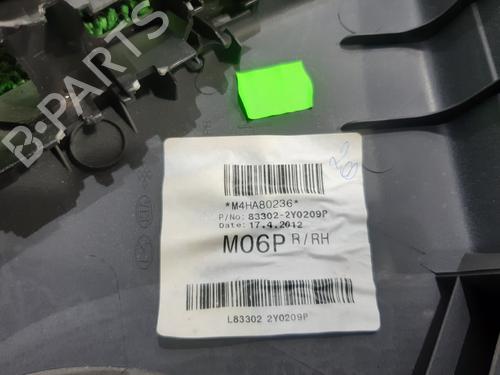 B-PARTS
*M4HA80236*
P/No: 83302-2Y0209P
Date: 17.4.2012
M06P R/RH
L83302 2Y0209P